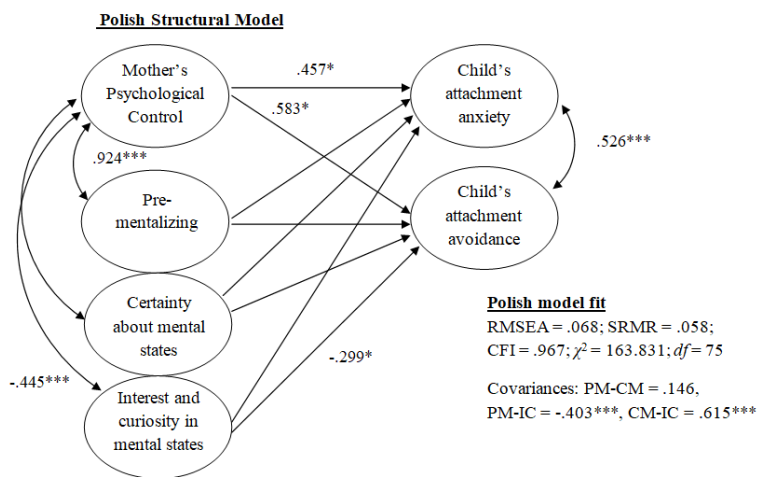 Polish Structural Model
Mother's
Psychological
Control
.457*
.583*
Child's
attachment
anxiety
.924***
.526***
Pre-
mentalizing
Child's
attachment
avoidance
Certainty
about mental
states
-.299*
-.445***
Interest and
curiosity in
mental states
Polish model fit
RMSEA = .068; SRMR = .058;
CFI = .967; χ² = 163.831; df = 75
Covariances: PM-CM = .146,
PM-IC = -.403***, CM-IC = .615***